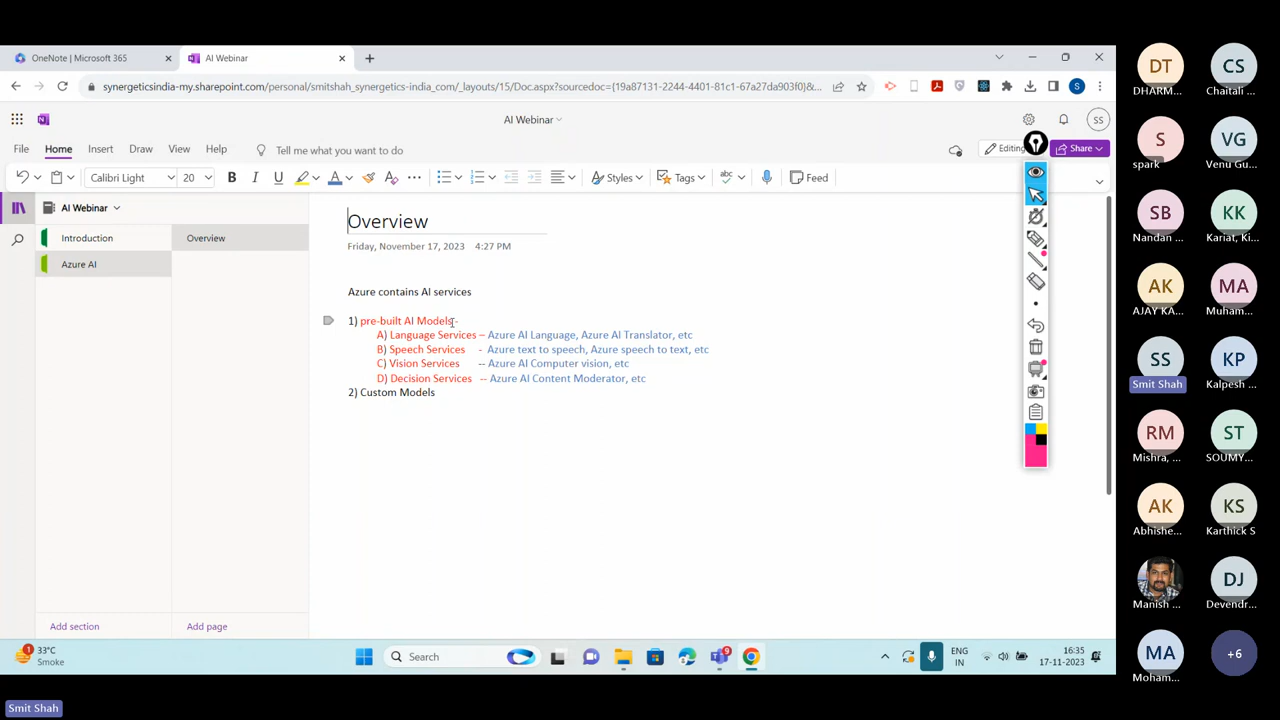 OneNote | Microsoft 365
AI Webinar
synergeticsindia-my.sharepoint.com/personal/smitshah_synergetics-india_com/_layouts/15/Doc.aspx?sourcedoc={19a87131-2244-4401-81c1-67a27da903f0}&...
S
AI Webinar
SS
File
Home
Insert
Draw
View
Help
Tell me what you want to do
Editing
Share
Calibri Light
20
B
I
U
A
Styles
Tags
Feed
AI Webinar
Introduction
Azure AI
Overview
Add section
Add page
Overview
Friday, November 17, 2023 4:27 PM
Azure contains AI services
1) pre-built AI Models-
A) Language Services – Azure AI Language, Azure AI Translator, etc
B) Speech Services - Azure text to speech, Azure speech to text, etc
C) Vision Services -- Azure AI Computer vision, etc
D) Decision Services -- Azure AI Content Moderator, etc
2) Custom Models
1
33°C
Smoke
Search
9
ENG
IN
16:35
17-11-2023
Smit Shah
DT
DHARM...
CS
Chaitali ...
S
spark
VG
Venu Gu...
SB
Nandan ...
KK
Kariat, Ki...
AK
AJAY KA...
MA
Muham...
SS
Smit Shah
KP
Kalpesh ...
RM
Mishra, ...
ST
SOUMY...
AK
Abhishe...
KS
Karthick S
Manish ...
DJ
Devendr...
MA
Moham...
+6